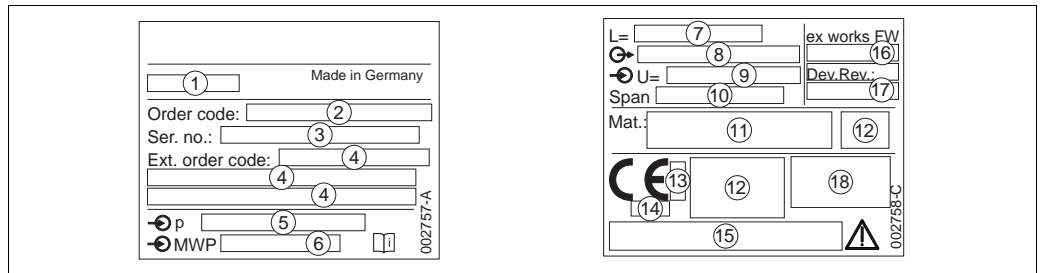 Made in Germany
1
Order code: 2
Ser. no.: 3
Ext. order code: 4
4
4
p 5
MWP 6
i
002757-A
L= 7
8
U= 9
Span 10
ex works FW
16
Dev.Rev.:
17
Mat.: 11
12
CE 13
14
12
18
15
002758-C